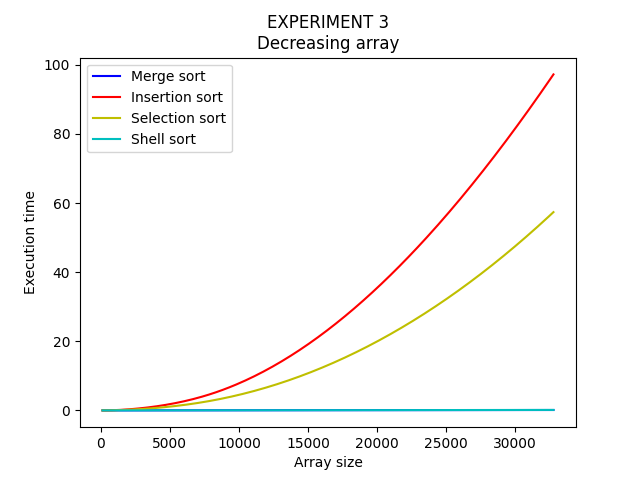 EXPERIMENT 3
Decreasing array
Merge sort
Insertion sort
Selection sort
Shell sort
Execution time
100
80
60
40
20
0
0 5000 10000 15000 20000 25000 30000
Array size